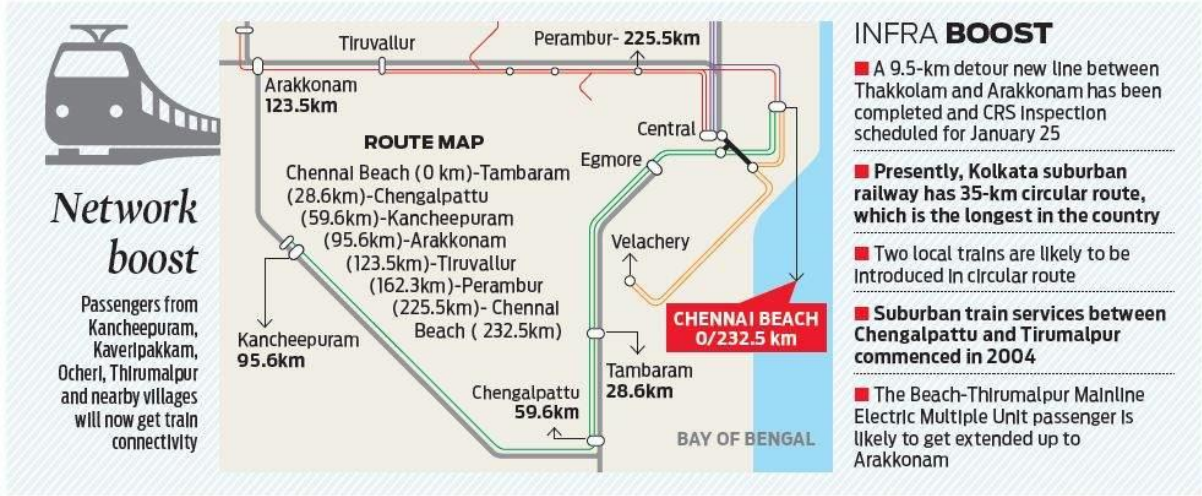 Network
boost
Passengers from
Kancheepuram,
Kaveripakkam,
Ocheri, Thirumalpur
and nearby villages
will now get train
connectivity
Tiruvallur
Perambur- 225.5km
Arakkonam
123.5km
Central
Egmore
ROUTE MAP
Chennai Beach (0 km)-Tambaram
(28.6km)-Chengalpattu
(59.6km)-Kancheepuram
(95.6km)-Arakkonam
(123.5km)-Tiruvallur
(162.3km)-Perambur
(225.5km)- Chennai
Beach ( 232.5km)
Velachery
CHENNAI BEACH
0/232.5 km
Kancheepuram
95.6km
Tambaram
28.6km
Chengalpattu
59.6km
BAY OF BENGAL
INFRA BOOST
A 9.5-km detour new line between
Thakkolam and Arakkonam has been
completed and CRS inspection
scheduled for January 25
Presently, Kolkata suburban
railway has 35-km circular route,
which is the longest in the country
Two local trains are likely to be
introduced in circular route
Suburban train services between
Chengalpattu and Tirumalpur
commenced in 2004
The Beach-Thirumalpur Mainline
Electric Multiple Unit passenger is
likely to get extended up to
Arakkonam